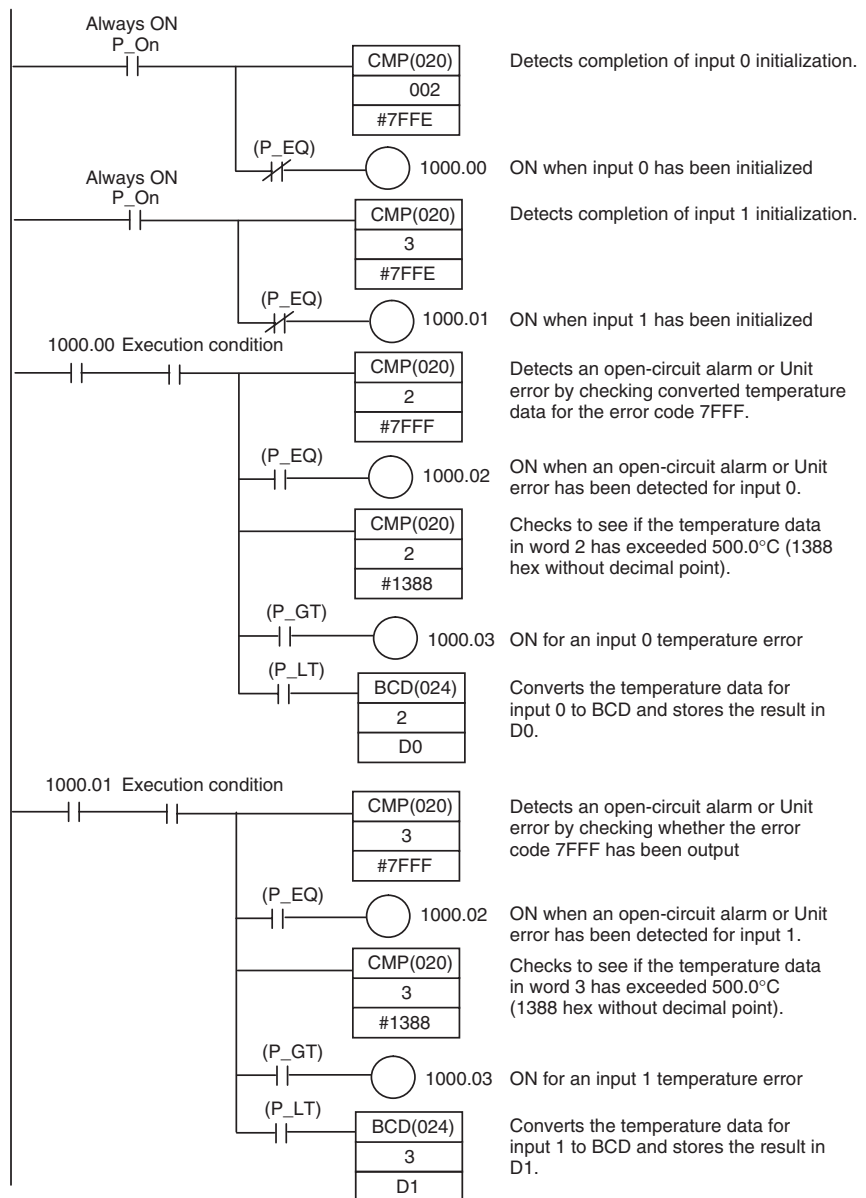 Always ON
P_On
CMP(020)
002
#7FFE
Detects completion of input 0 initialization.
(P_EQ)
1000.00
ON when input 0 has been initialized
Always ON
P_On
CMP(020)
3
#7FFE
Detects completion of input 1 initialization.
(P_EQ)
1000.01
ON when input 1 has been initialized
1000.00 Execution condition
CMP(020)
2
#7FFF
Detects an open-circuit alarm or Unit
error by checking converted temperature
data for the error code 7FFF.
(P_EQ)
1000.02
ON when an open-circuit alarm or Unit
error has been detected for input 0.
CMP(020)
2
#1388
Checks to see if the temperature data
in word 2 has exceeded 500.0°C (1388
hex without decimal point).
(P_GT)
1000.03
ON for an input 0 temperature error
(P_LT)
BCD(024)
2
D0
Converts the temperature data for
input 0 to BCD and stores the result in
D0.
1000.01 Execution condition
CMP(020)
3
#7FFF
Detects an open-circuit alarm or Unit
error by checking whether the error
code 7FFF has been output
(P_EQ)
1000.02
ON when an open-circuit alarm or Unit
error has been detected for input 1.
CMP(020)
3
#1388
Checks to see if the temperature data
in word 3 has exceeded 500.0°C
(1388 hex without decimal point).
(P_GT)
1000.03
ON for an input 1 temperature error
(P_LT)
BCD(024)
3
D1
Converts the temperature data for
input 1 to BCD and stores the result in
D1.